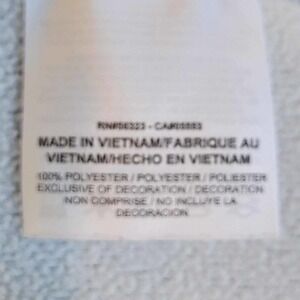 MADE IN VIETNAM/FABRIQUE AU
VIETNAM/HECHO EN VIETNAM
100% POLYESTER / POLYESTER / POLIESTER
EXCLUSIVE OF DECORATION / DECORATION
NON COMPRISE / NO INCLUYE LA
DECORACION